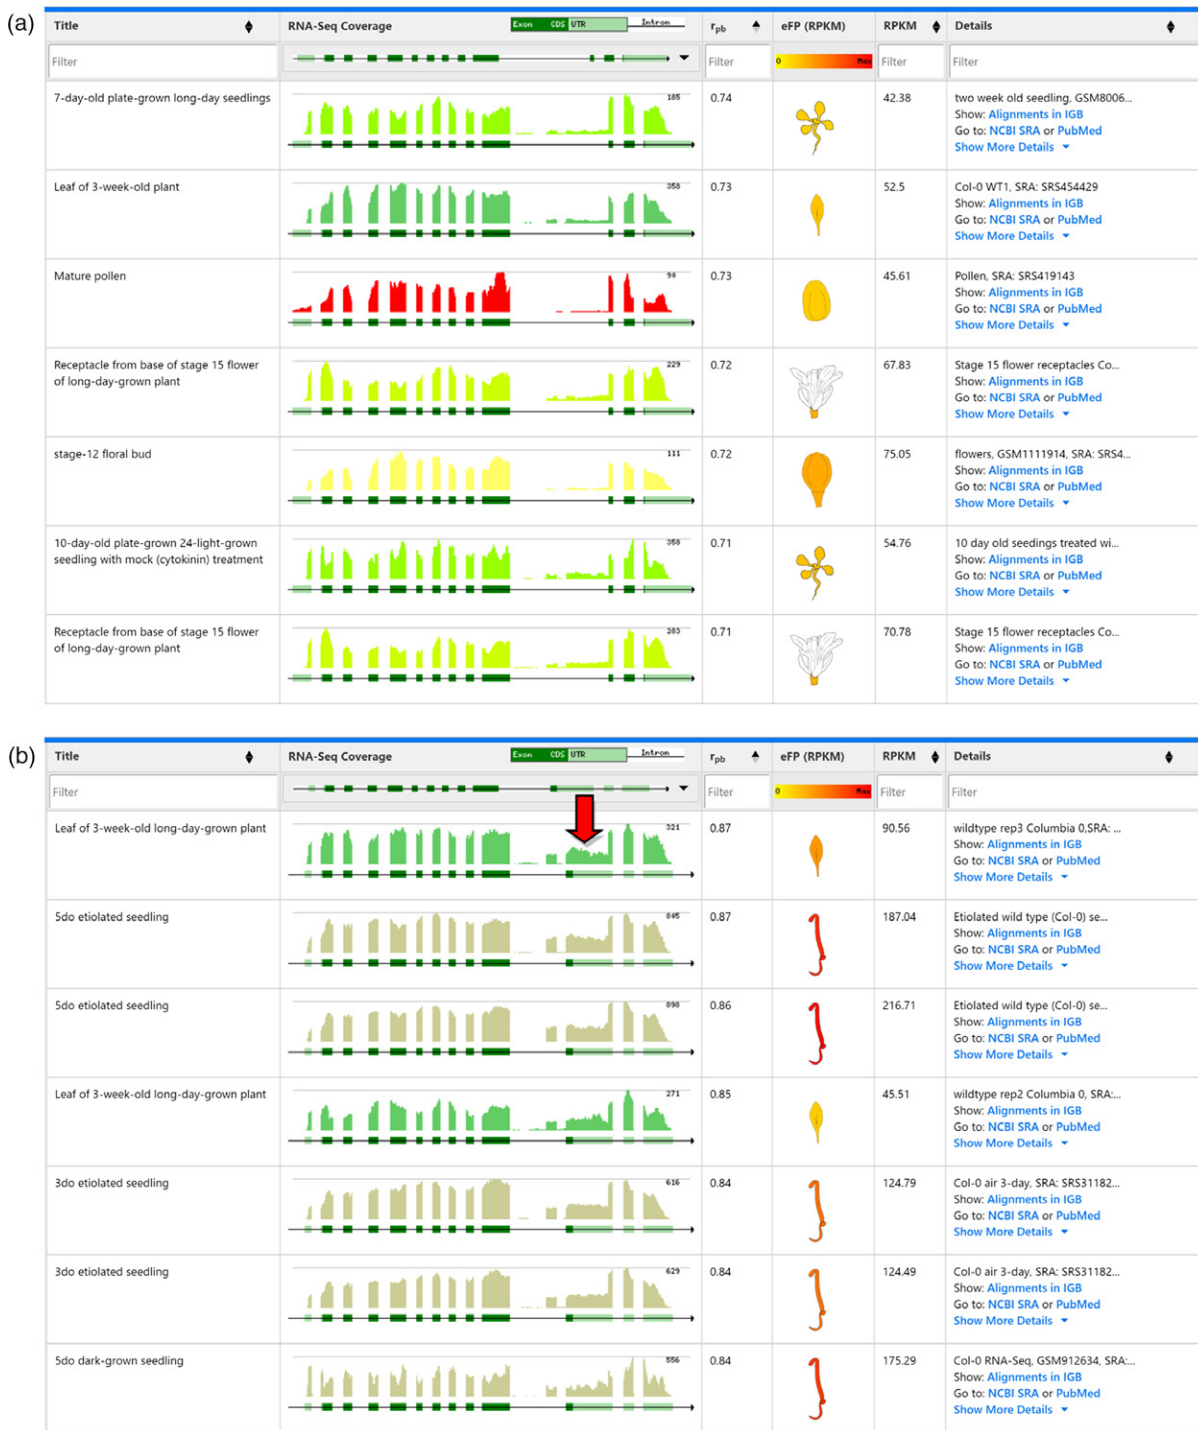 (a)
Title RNA-Seq Coverage Exon CDS UTR Intron rpb eFP (RPKM) RPKM Details
Filter Filter 0 Max Filter Filter
7-day-old plate-grown long-day seedlings 185 0.74 42.38 two week old seedling, GSM8006...
Show: Alignments in IGB
Go to: NCBI SRA or PubMed
Show More Details
Leaf of 3-week-old plant 358 0.73 52.5 Col-0 WT1, SRA: SRS454429
Show: Alignments in IGB
Go to: NCBI SRA or PubMed
Show More Details
Mature pollen 98 0.73 45.61 Pollen, SRA: SRS419143
Show: Alignments in IGB
Go to: NCBI SRA or PubMed
Show More Details
Receptacle from base of stage 15 flower 229 0.72 67.83 Stage 15 flower receptacles Co...
of long-day-grown plant Show: Alignments in IGB
Go to: NCBI SRA or PubMed
Show More Details
stage-12 floral bud 111 0.72 75.05 flowers, GSM1111914, SRA: SRS4...
Show: Alignments in IGB
Go to: NCBI SRA or PubMed
Show More Details
10-day-old plate-grown 24-light-grown 358 0.71 54.76 10 day old seedings treated wi...
seedling with mock (cytokinin) treatment Show: Alignments in IGB
Go to: NCBI SRA or PubMed
Show More Details
Receptacle from base of stage 15 flower 283 0.71 70.78 Stage 15 flower receptacles Co...
of long-day-grown plant Show: Alignments in IGB
Go to: NCBI SRA or PubMed
Show More Details
(b)
Title RNA-Seq Coverage Exon CDS UTR Intron rpb eFP (RPKM) RPKM Details
Filter Filter 0 Max Filter Filter
Leaf of 3-week-old long-day-grown plant 321 0.87 90.56 wildtype rep3 Columbia 0,SRA: ...
Show: Alignments in IGB
Go to: NCBI SRA or PubMed
Show More Details
5do etiolated seedling 805 0.87 187.04 Etiolated wild type (Col-0) se...
Show: Alignments in IGB
Go to: NCBI SRA or PubMed
Show More Details
5do etiolated seedling 898 0.86 216.71 Etiolated wild type (Col-0) se...
Show: Alignments in IGB
Go to: NCBI SRA or PubMed
Show More Details
Leaf of 3-week-old long-day-grown plant 271 0.85 45.51 wildtype rep2 Columbia 0, SRA:...
Show: Alignments in IGB
Go to: NCBI SRA or PubMed
Show More Details
3do etiolated seedling 616 0.84 124.79 Col-0 air 3-day, SRA: SRS31182...
Show: Alignments in IGB
Go to: NCBI SRA or PubMed
Show More Details
3do etiolated seedling 629 0.84 124.49 Col-0 air 3-day, SRA: SRS31182...
Show: Alignments in IGB
Go to: NCBI SRA or PubMed
Show More Details
5do dark-grown seedling 556 0.84 175.29 Col-0 RNA-Seq, GSM912634, SRA:...
Show: Alignments in IGB
Go to: NCBI SRA or PubMed
Show More Details